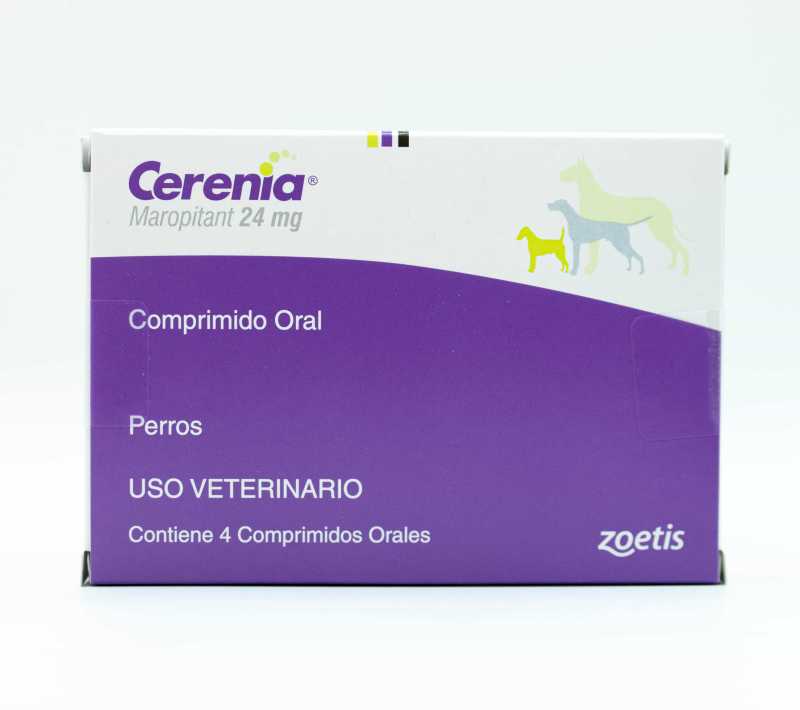 Cerenia®
Maropitant 24 mg
Comprimido Oral
Perros
USO VETERINARIO
Contiene 4 Comprimidos Orales
zoetis